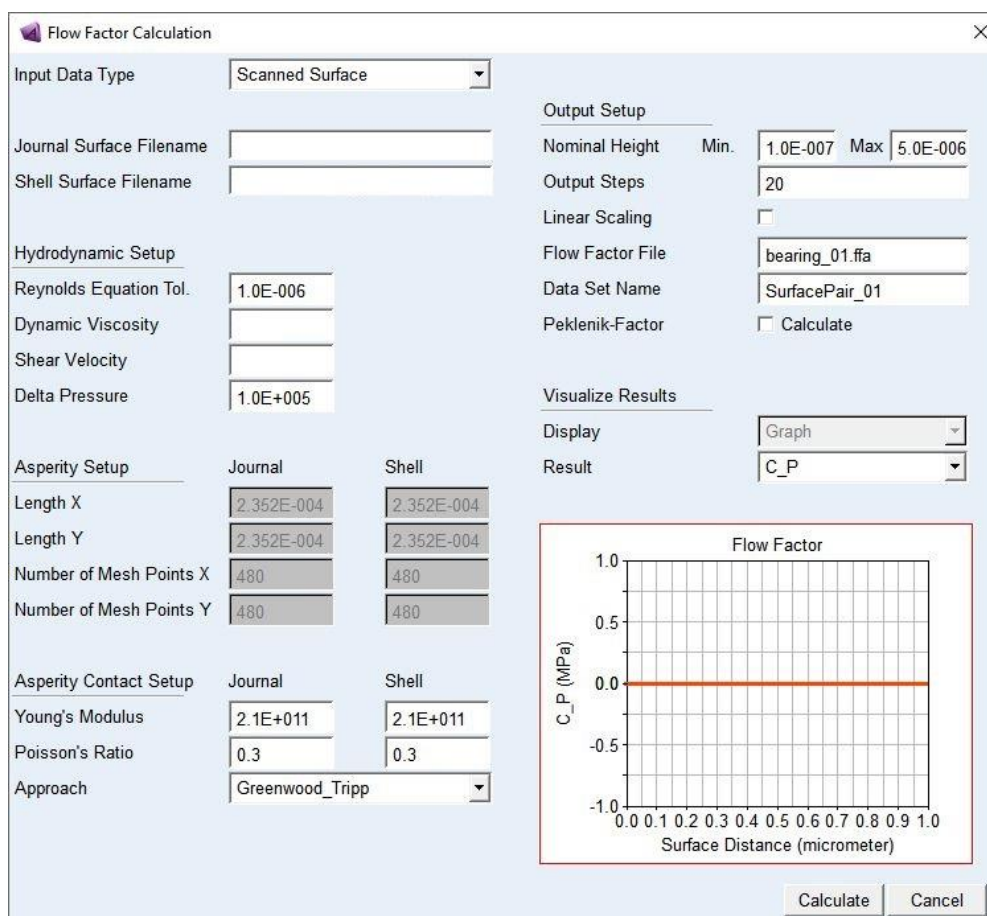 Flow Factor Calculation
Input Data Type Scanned Surface
Journal Surface Filename
Shell Surface Filename
Hydrodynamic Setup
Reynolds Equation Tol. 1.0E-006
Dynamic Viscosity
Shear Velocity
Delta Pressure 1.0E+005
Asperity Setup Journal Shell
Length X 2.352E-004 2.352E-004
Length Y 2.352E-004 2.352E-004
Number of Mesh Points X 480 480
Number of Mesh Points Y 480 480
Asperity Contact Setup Journal Shell
Young's Modulus 2.1E+011 2.1E+011
Poisson's Ratio 0.3 0.3
Approach Greenwood_Tripp
Output Setup
Nominal Height Min. 1.0E-007 Max 5.0E-006
Output Steps 20
Linear Scaling
Flow Factor File bearing_01.ffa
Data Set Name SurfacePair_01
Peklenik-Factor Calculate
Visualize Results
Display Graph
Result C_P
Flow Factor
C_P (MPa)
1.0
0.5
0.0
-0.5
-1.0
0.0 0.1 0.2 0.3 0.4 0.5 0.6 0.7 0.8 0.9 1.0
Surface Distance (micrometer)
Calculate Cancel